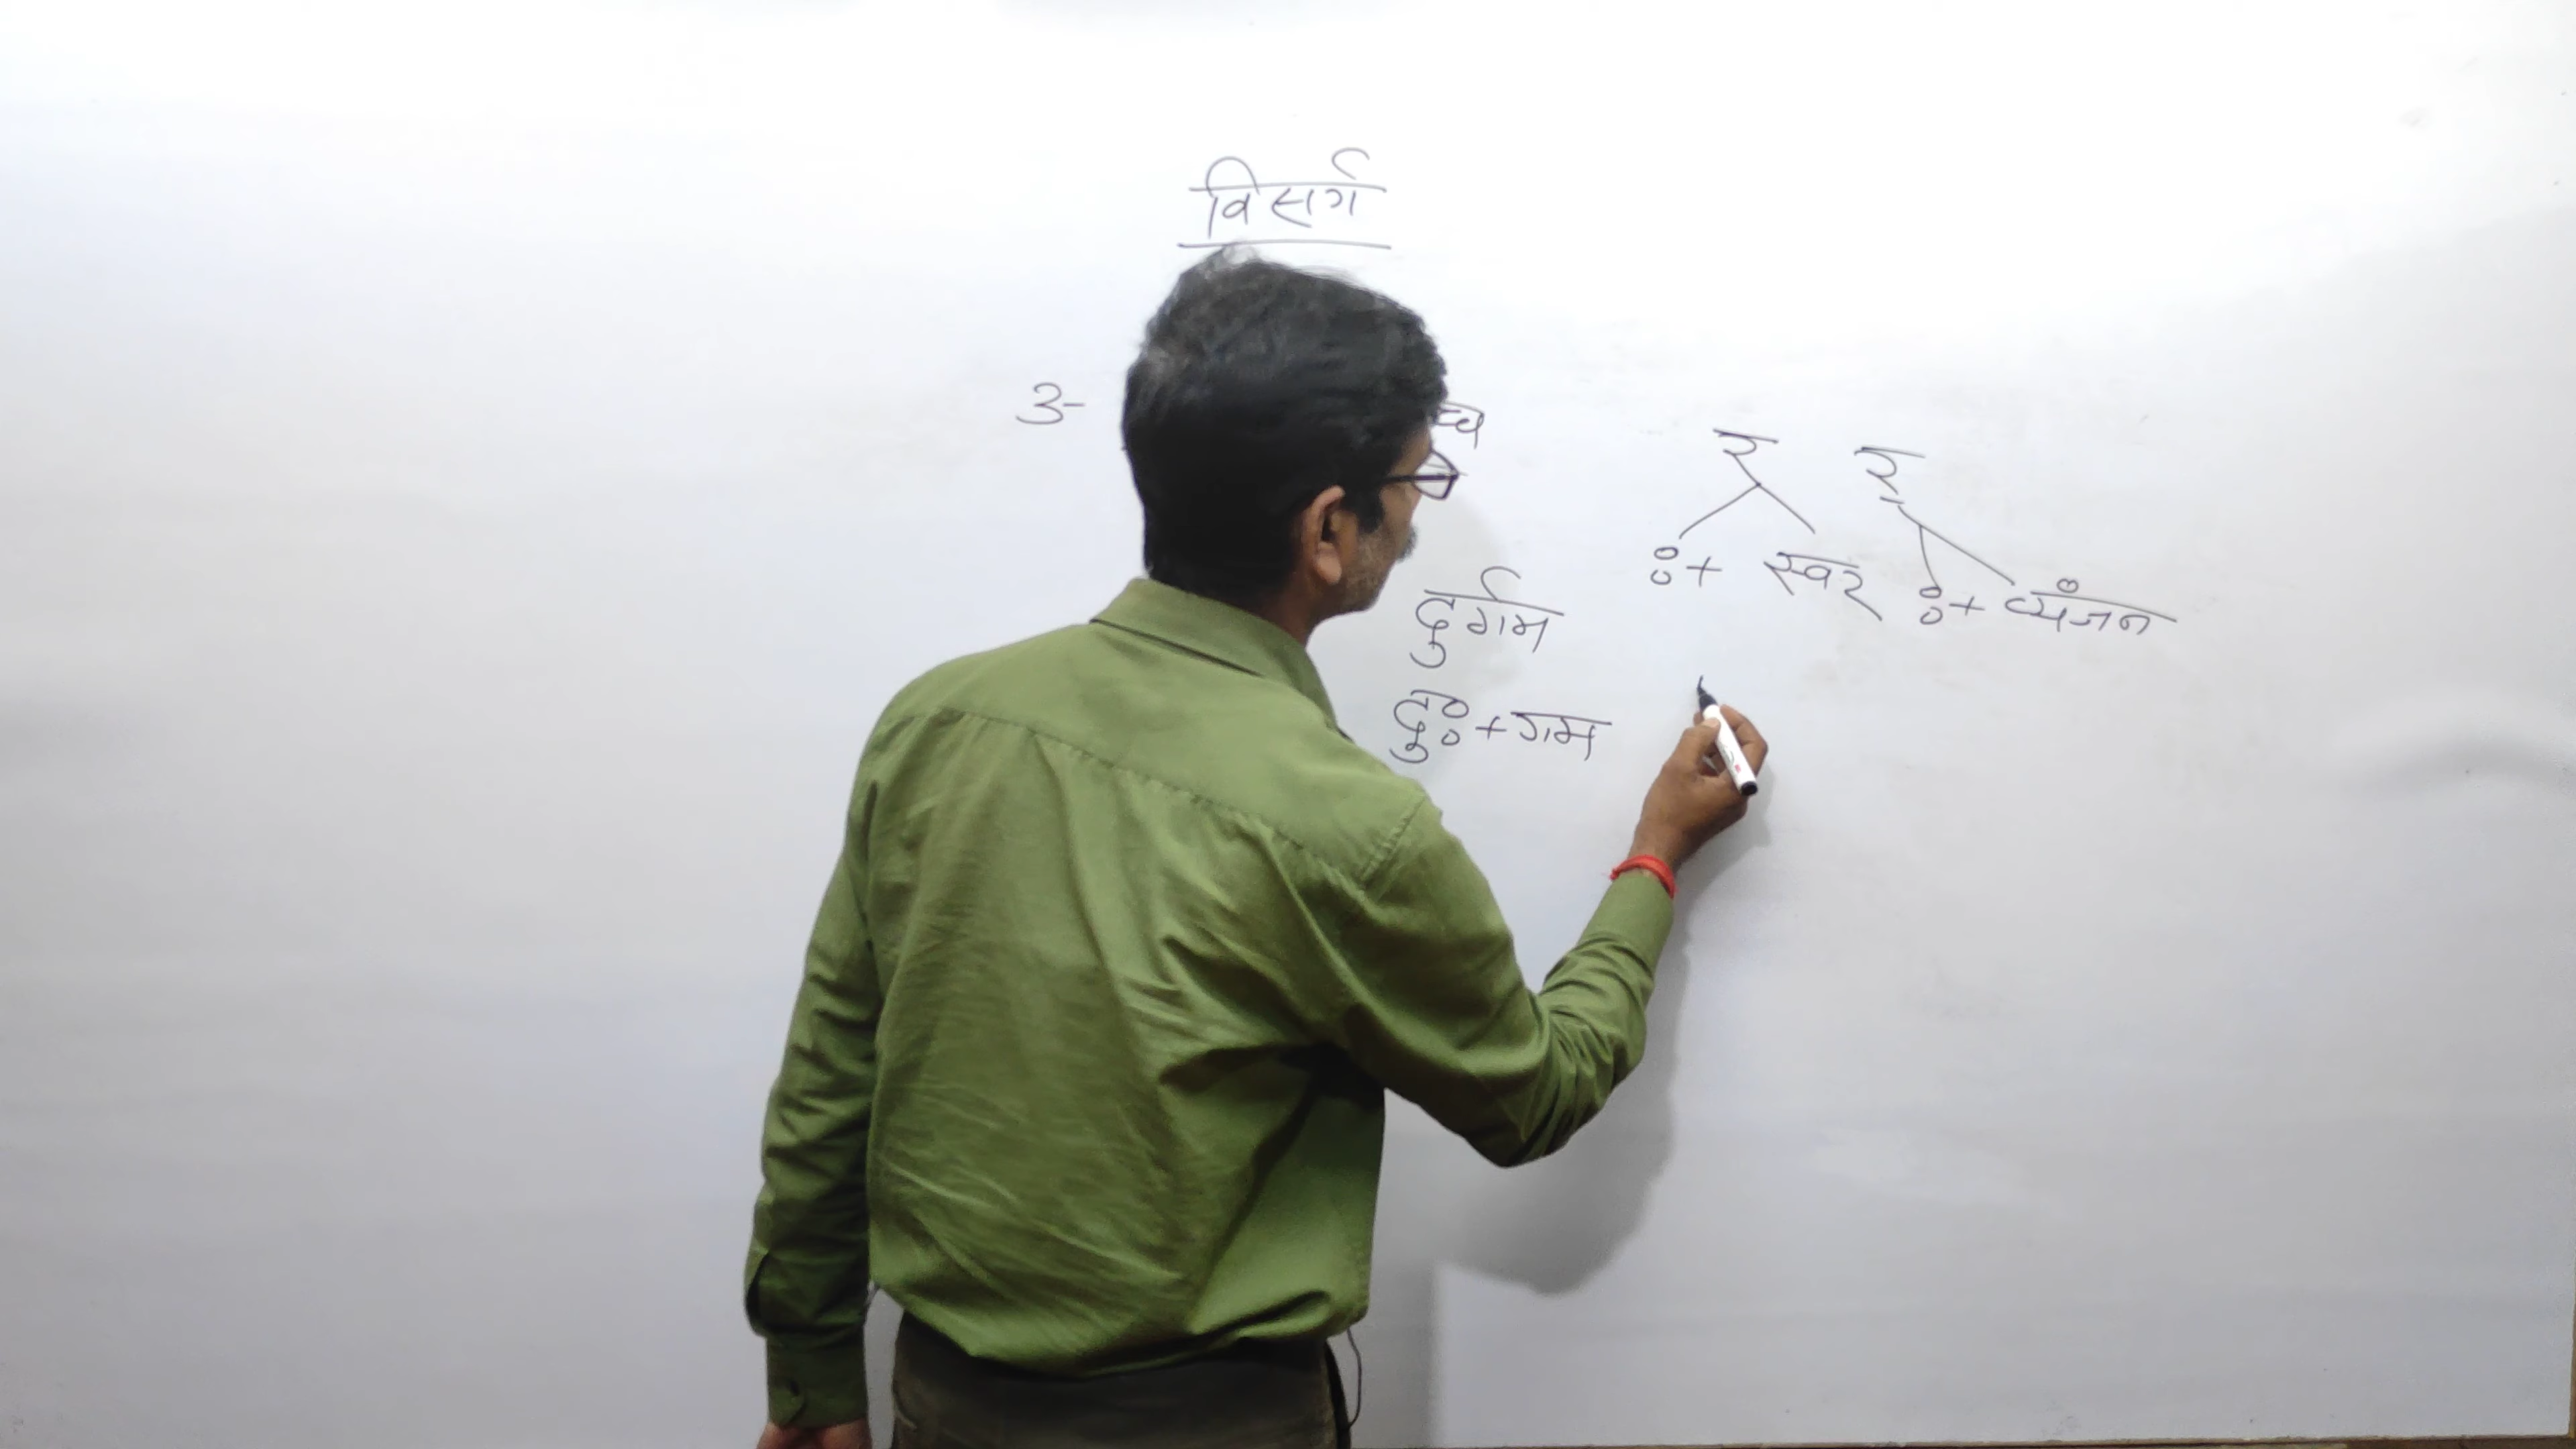 विसर्ग
3-
र र्
ः + स्वर ः + व्यंजन
दुर्गम
दुः + गम